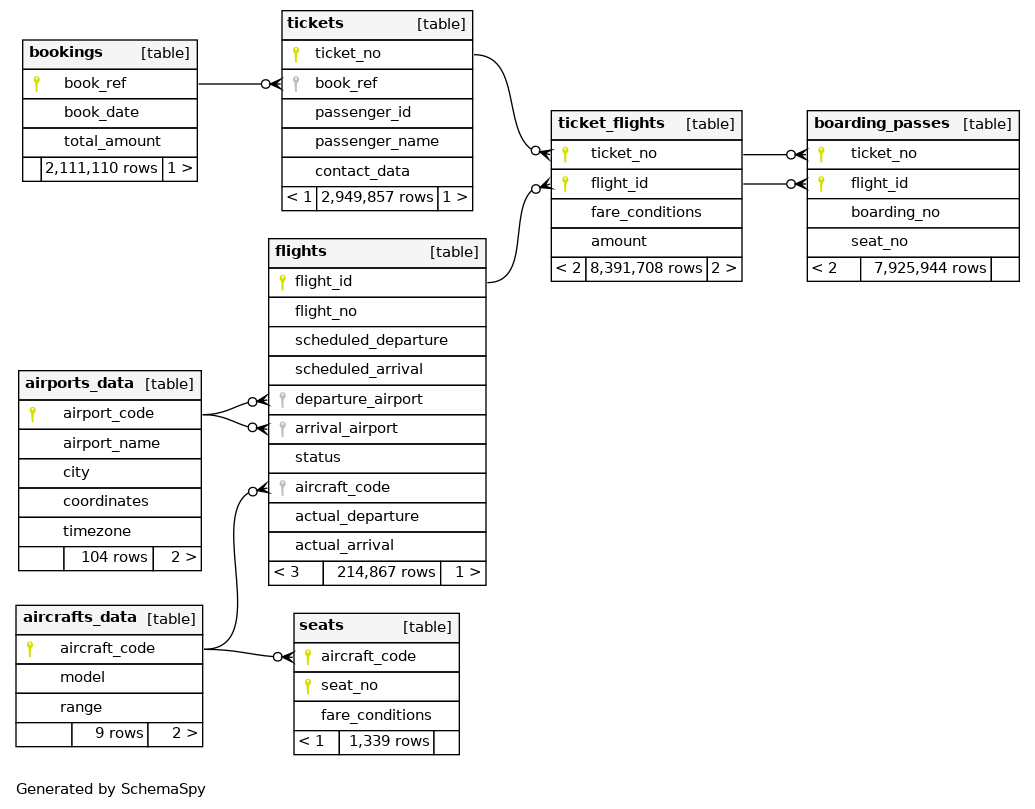 bookings [table]
book_ref
book_date
total_amount
2,111,110 rows 1 >
tickets [table]
ticket_no
book_ref
passenger_id
passenger_name
contact_data
< 1 2,949,857 rows 1 >
ticket_flights [table]
ticket_no
flight_id
fare_conditions
amount
< 2 8,391,708 rows 2 >
boarding_passes [table]
ticket_no
flight_id
boarding_no
seat_no
< 2 7,925,944 rows
flights [table]
flight_id
flight_no
scheduled_departure
scheduled_arrival
departure_airport
arrival_airport
status
aircraft_code
actual_departure
actual_arrival
< 3 214,867 rows 1 >
airports_data [table]
airport_code
airport_name
city
coordinates
timezone
104 rows 2 >
aircrafts_data [table]
aircraft_code
model
range
9 rows 2 >
seats [table]
aircraft_code
seat_no
fare_conditions
< 1 1,339 rows
Generated by SchemaSpy